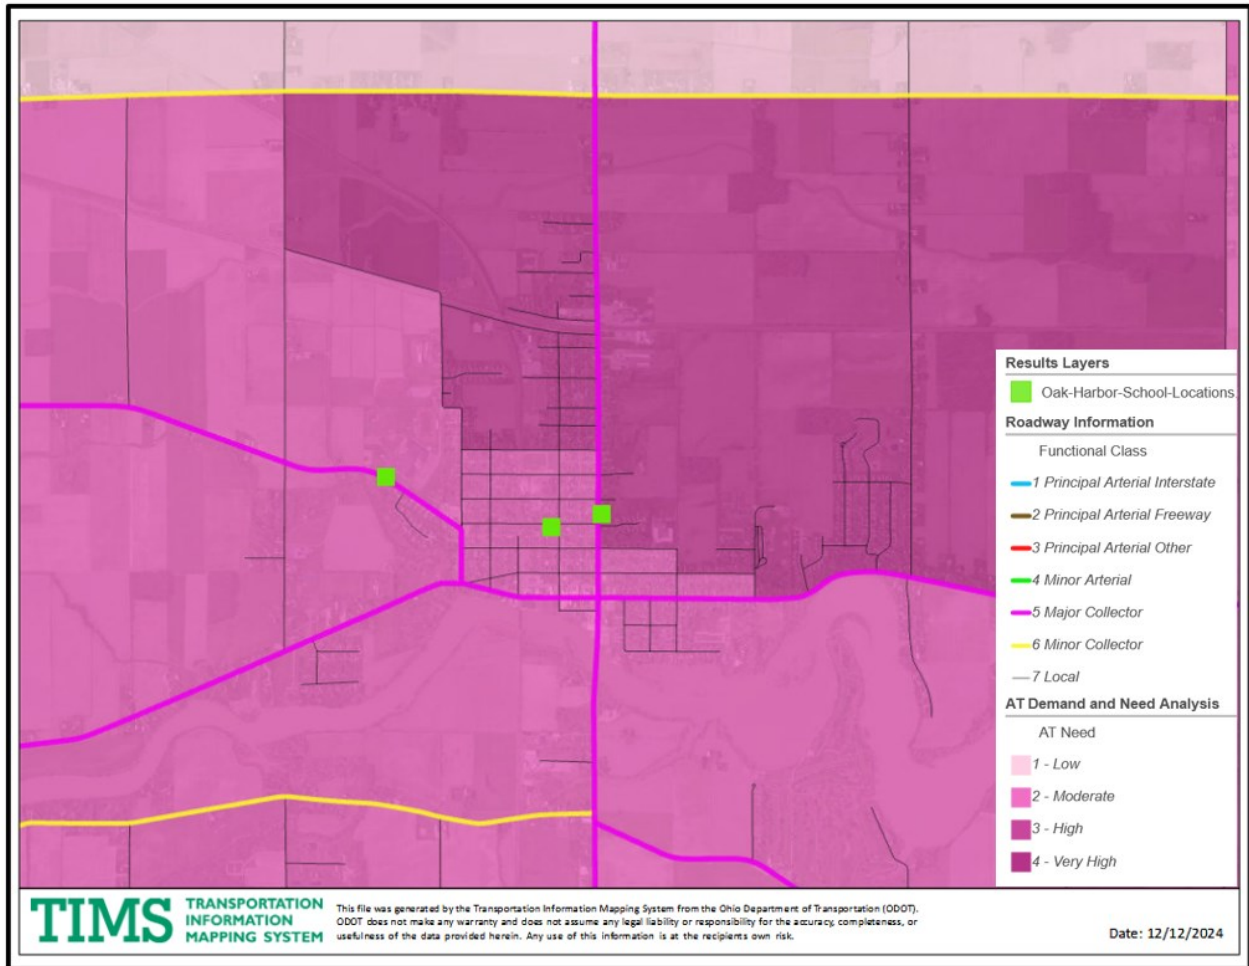 Results Layers
Oak-Harbor-School-Locations
Roadway Information
Functional Class
1 Principal Arterial Interstate
2 Principal Arterial Freeway
3 Principal Arterial Other
4 Minor Arterial
5 Major Collector
6 Minor Collector
7 Local
AT Demand and Need Analysis
AT Need
1 - Low
2 - Moderate
3 - High
4 - Very High
TIMS
TRANSPORTATION
INFORMATION
MAPPING SYSTEM
This file was generated by the Transportation Information Mapping System from the Ohio Department of Transportation (ODOT).
ODOT does not make any warranty and does not assume any legal liability or responsibility for the accuracy, completeness, or
usefulness of the data provided herein. Any use of this information is at the recipients own risk.
Date: 12/12/2024